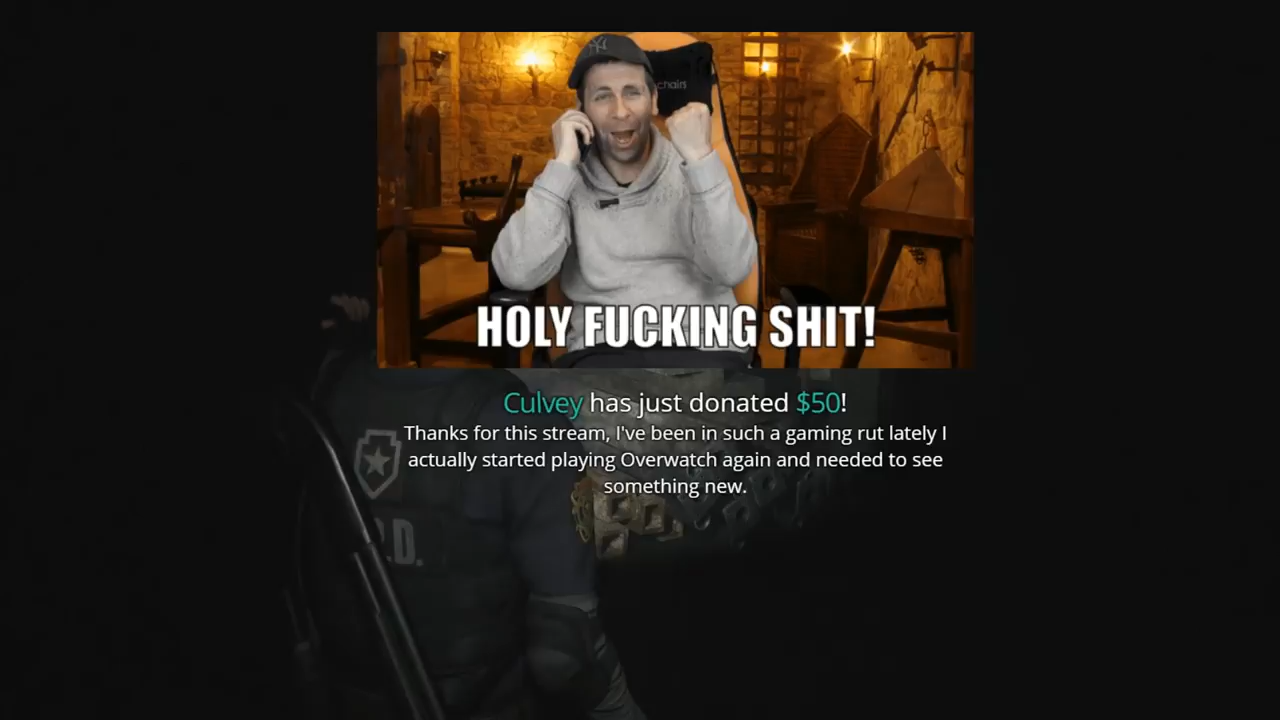 chairs
HOLY FUCKING SHIT!
Culvey has just donated $50!
Thanks for this stream, I've been in such a gaming rut lately I
actually started playing Overwatch again and needed to see
something new.
.D.